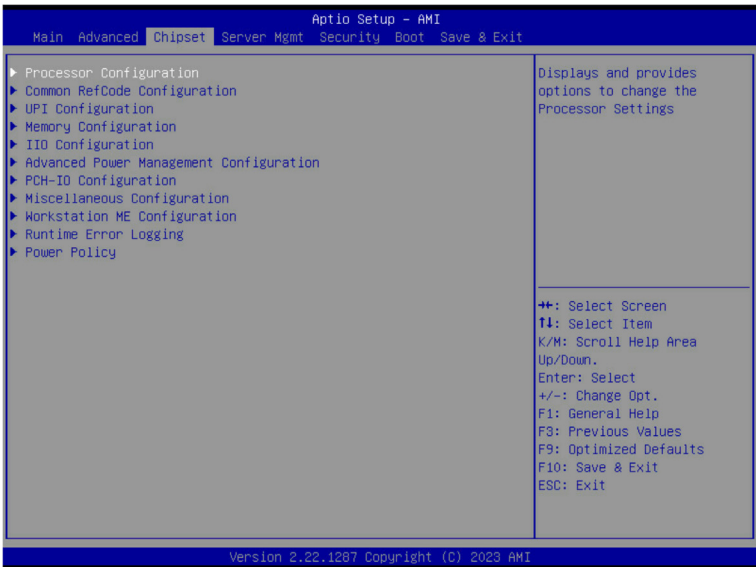 Aptio Setup – AMI
Main Advanced Chipset Server Mgmt Security Boot Save & Exit
▶ Processor Configuration
▶ Common RefCode Configuration
▶ UPI Configuration
▶ Memory Configuration
▶ IIO Configuration
▶ Advanced Power Management Configuration
▶ PCH-IO Configuration
▶ Miscellaneous Configuration
▶ Workstation ME Configuration
▶ Runtime Error Logging
▶ Power Policy
Displays and provides
options to change the
Processor Settings
→←: Select Screen
↑↓: Select Item
K/M: Scroll Help Area
Up/Down.
Enter: Select
+/-: Change Opt.
F1: General Help
F3: Previous Values
F9: Optimized Defaults
F10: Save & Exit
ESC: Exit
Version 2.22.1287 Copyright (C) 2023 AMI